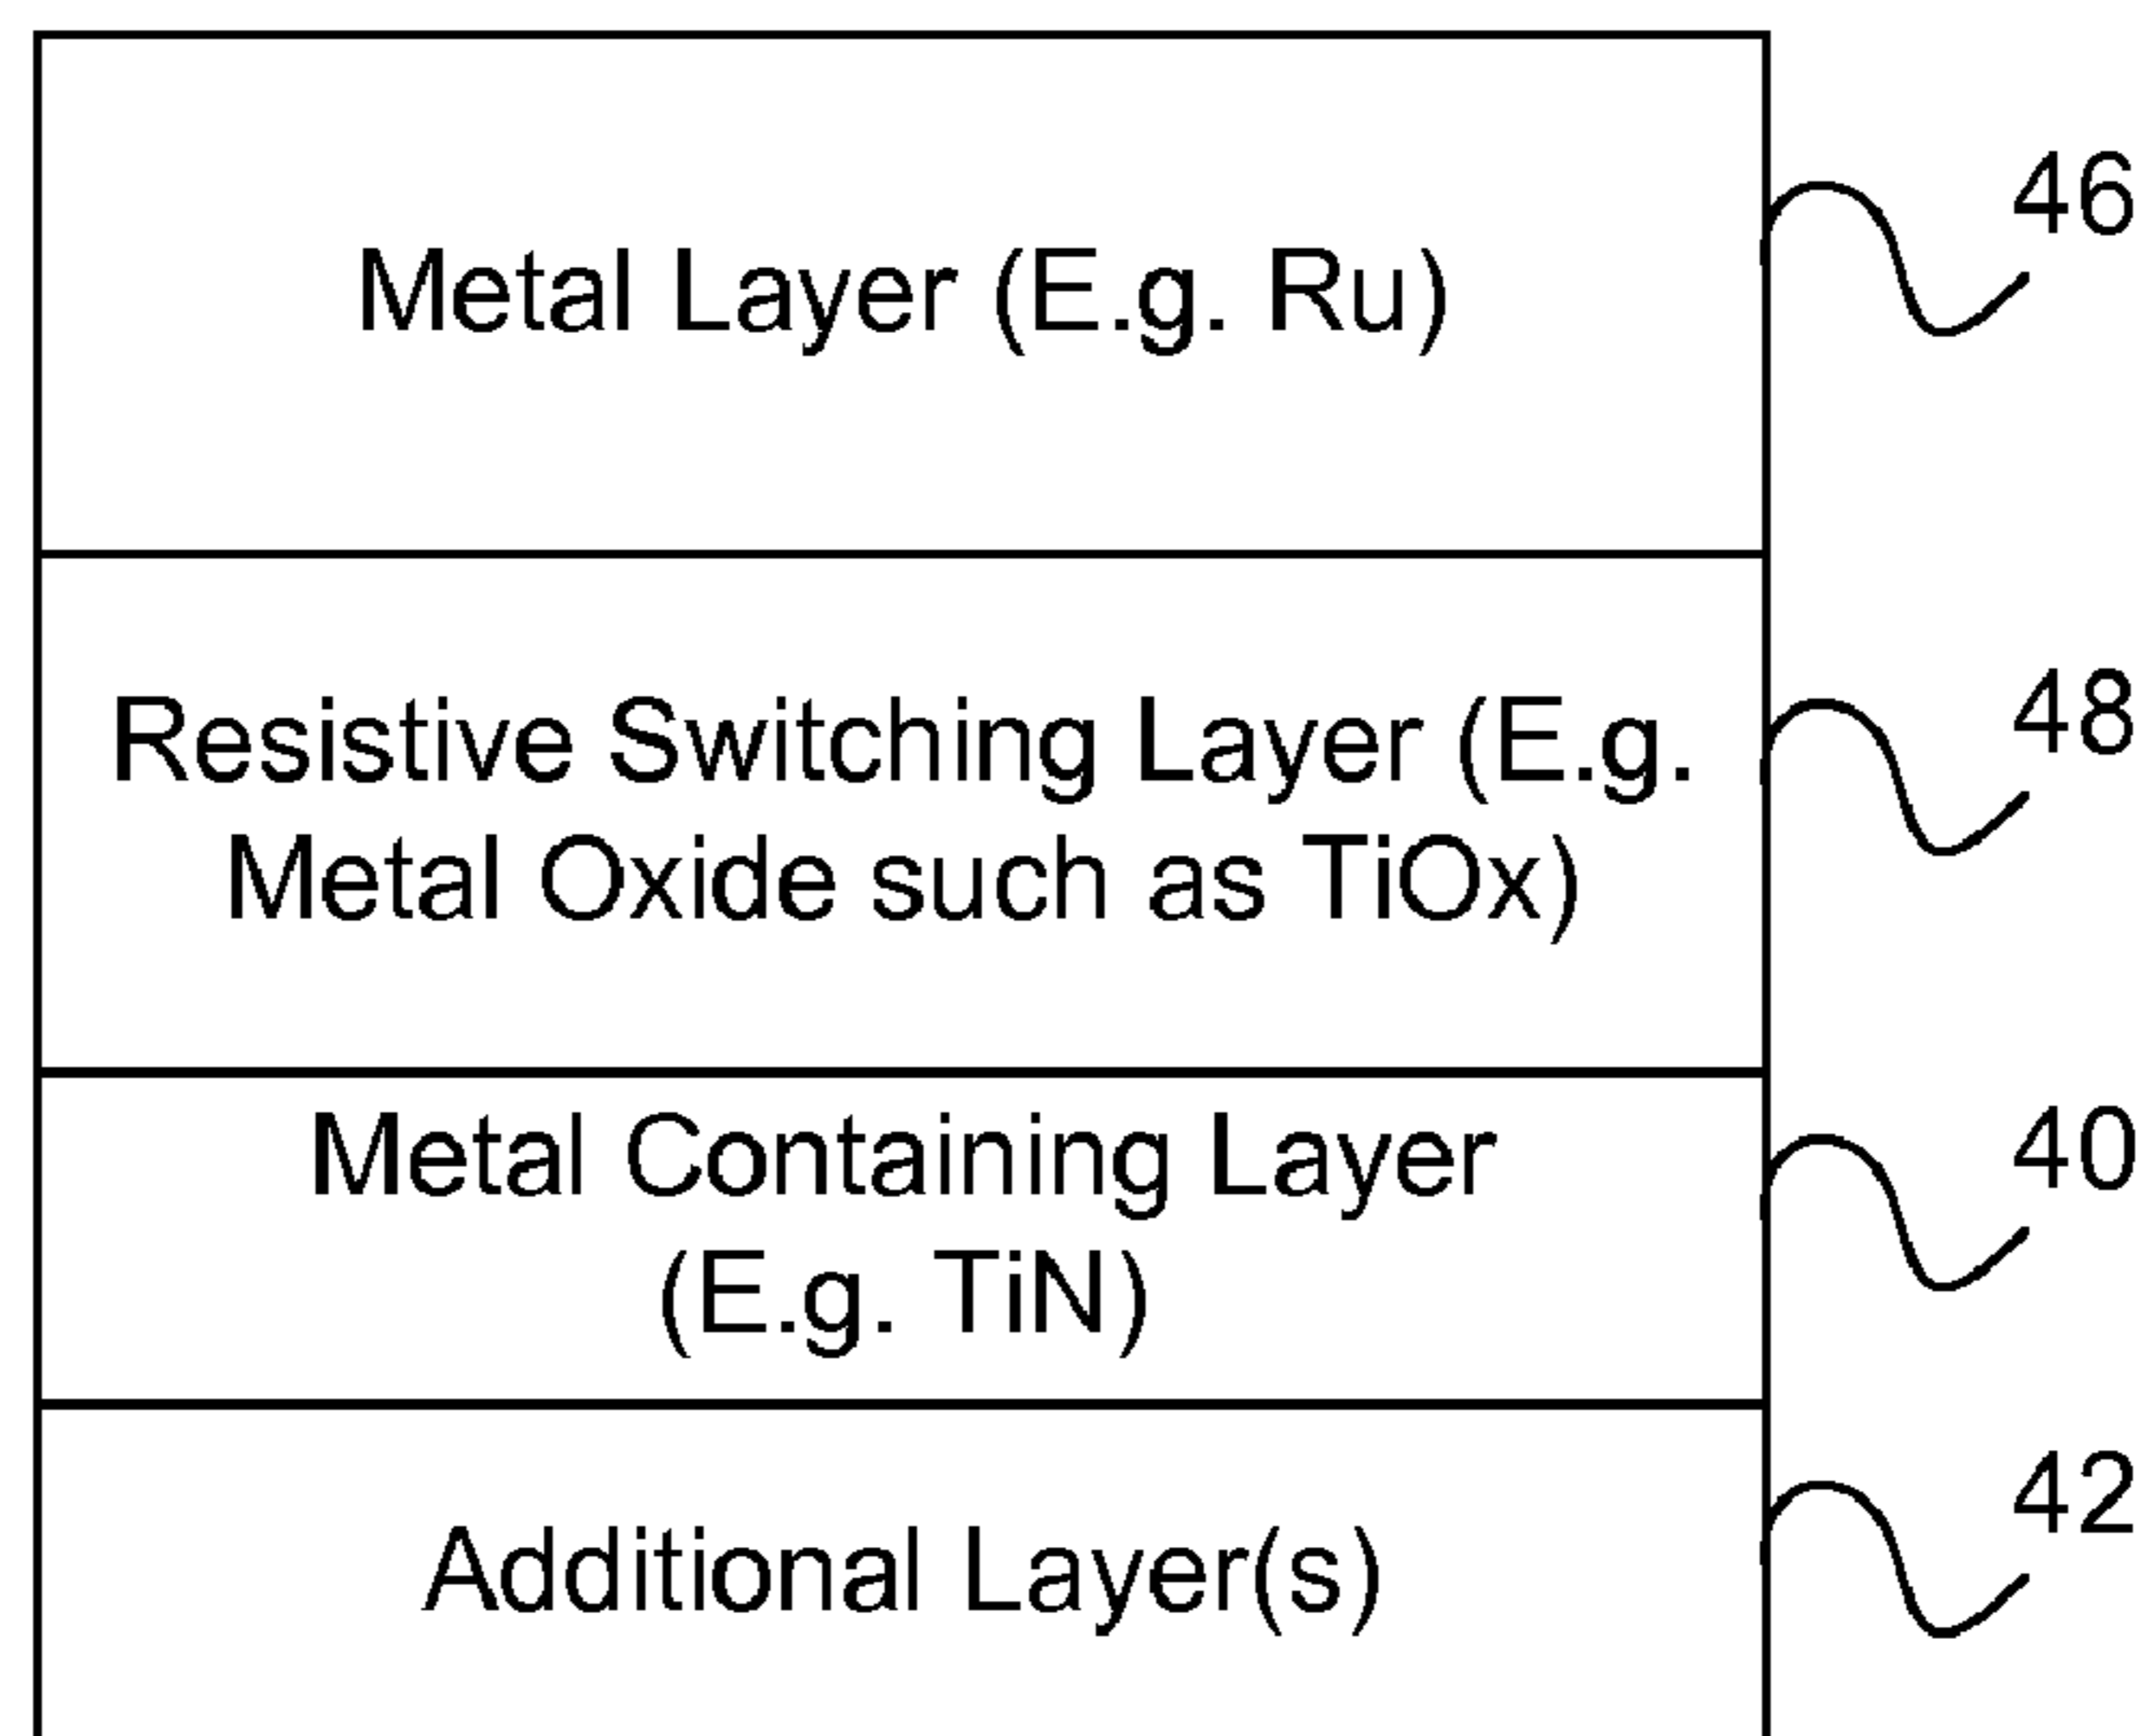 Metal Layer (E.g. Ru)
46
Resistive Switching Layer (E.g.
Metal Oxide such as TiOx)
48
Metal Containing Layer
(E.g. TiN)
40
Additional Layer(s)
42